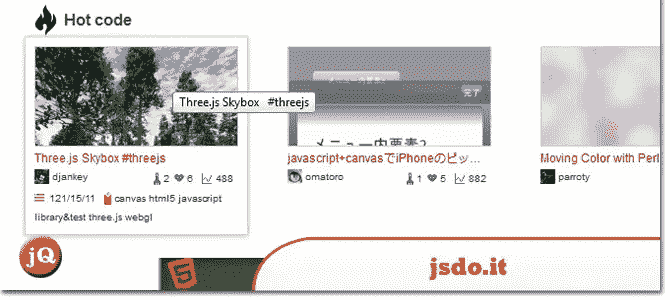 Hot code
完了
メニュー内要素2
Three.js Skybox #threejs
Three.js Skybox #threejs
djankey
2 6 488
121/15/11 canvas html5 javascript
library&test three.js webgl
javascript+canvasでiPhoneのピッ...
omatoro
1 5 882
Moving Color with Perl
parroty
jQ
5
jsdo.it